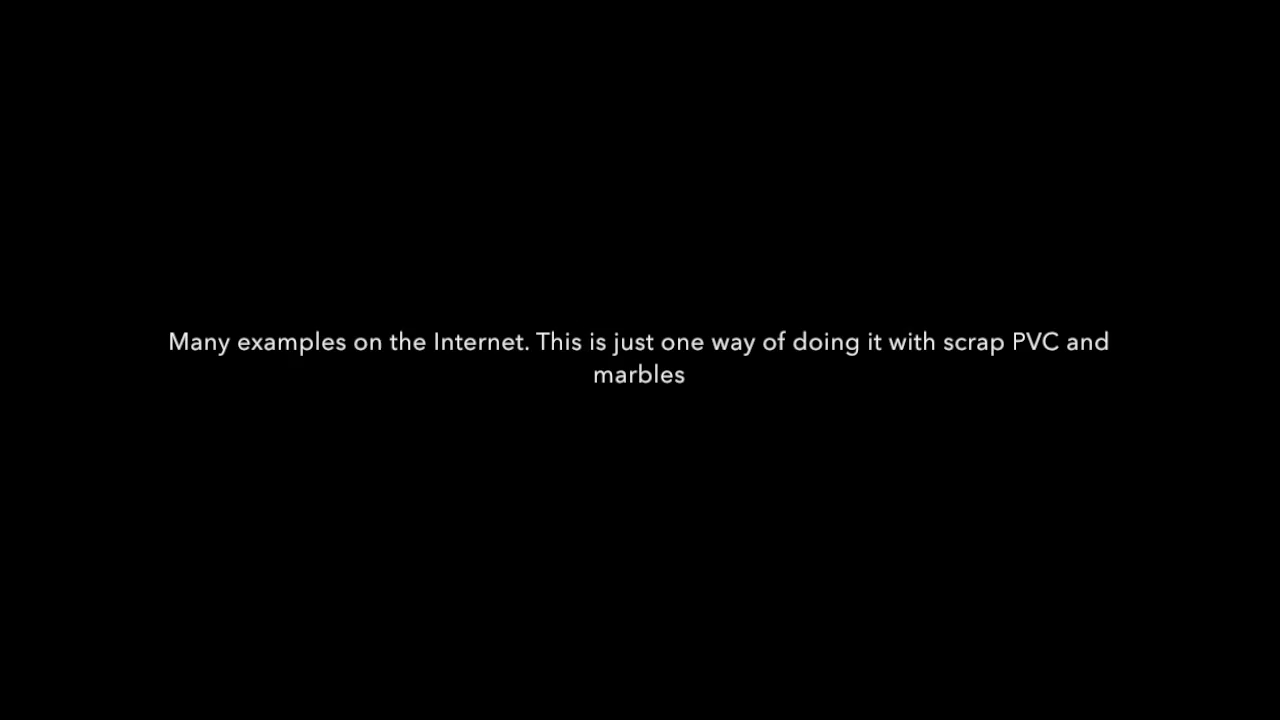 Many examples on the Internet. This is just one way of doing it with scrap PVC and
marbles